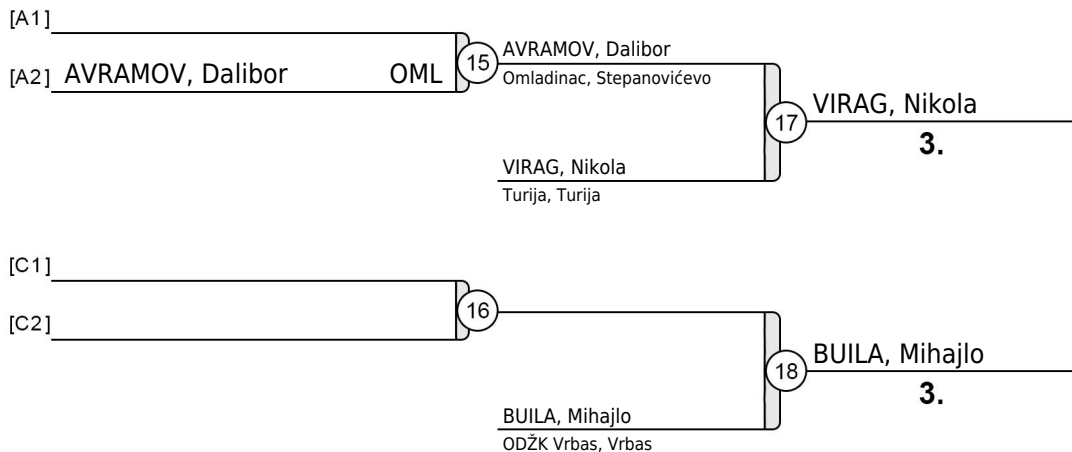 [A1]
[A2] AVRAMOV, Dalibor OML
15
AVRAMOV, Dalibor
Omladinac, Stepanovićevo
17
VIRAG, Nikola
3.
VIRAG, Nikola
Turija, Turija
[C1]
[C2]
16
18
BUILA, Mihajlo
3.
BUILA, Mihajlo
ODŽK Vrbas, Vrbas